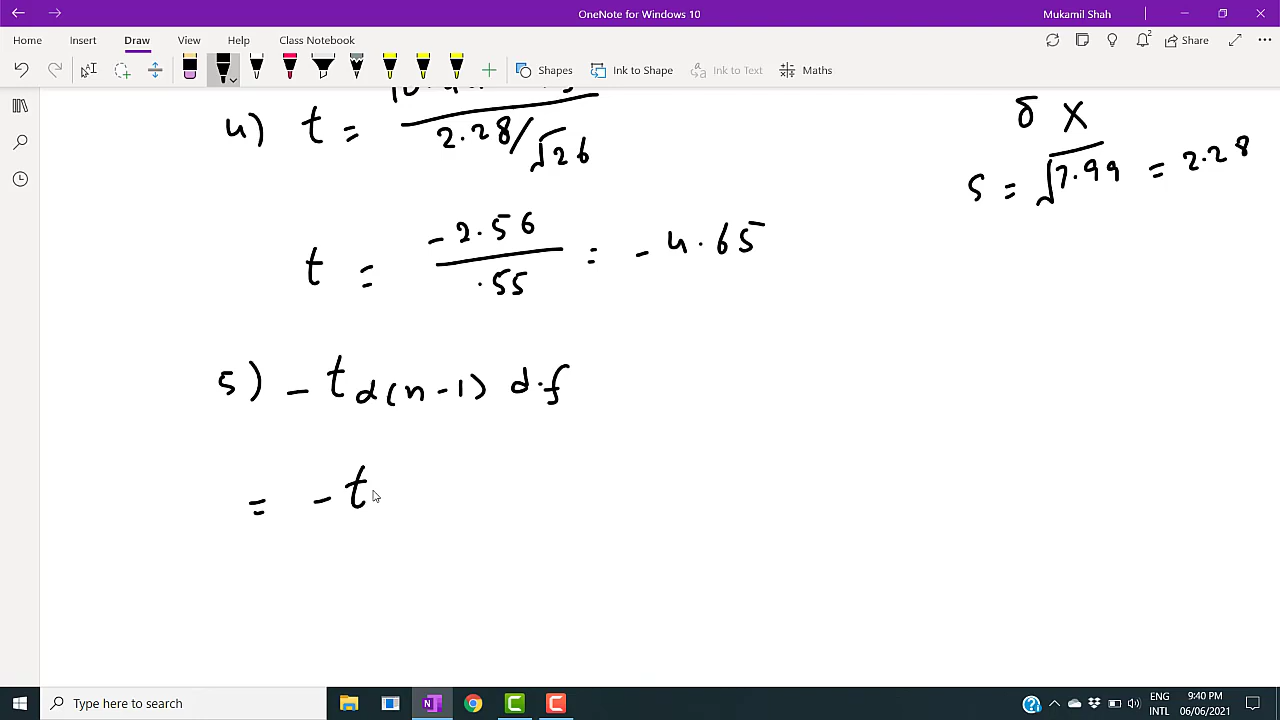 OneNote for Windows 10
Mukamil Shah
Home Insert Draw View Help Class Notebook
Share
Shapes Ink to Shape Ink to Text Maths
4) t =
2.28/√26
σ X
S = √7.99 = 2.28
t = -2.56 / .55 = -4.65
5) - t α(n-1) d.f
= - t
Type here to search
ENG
INTL
9:40 PM
06/06/2021